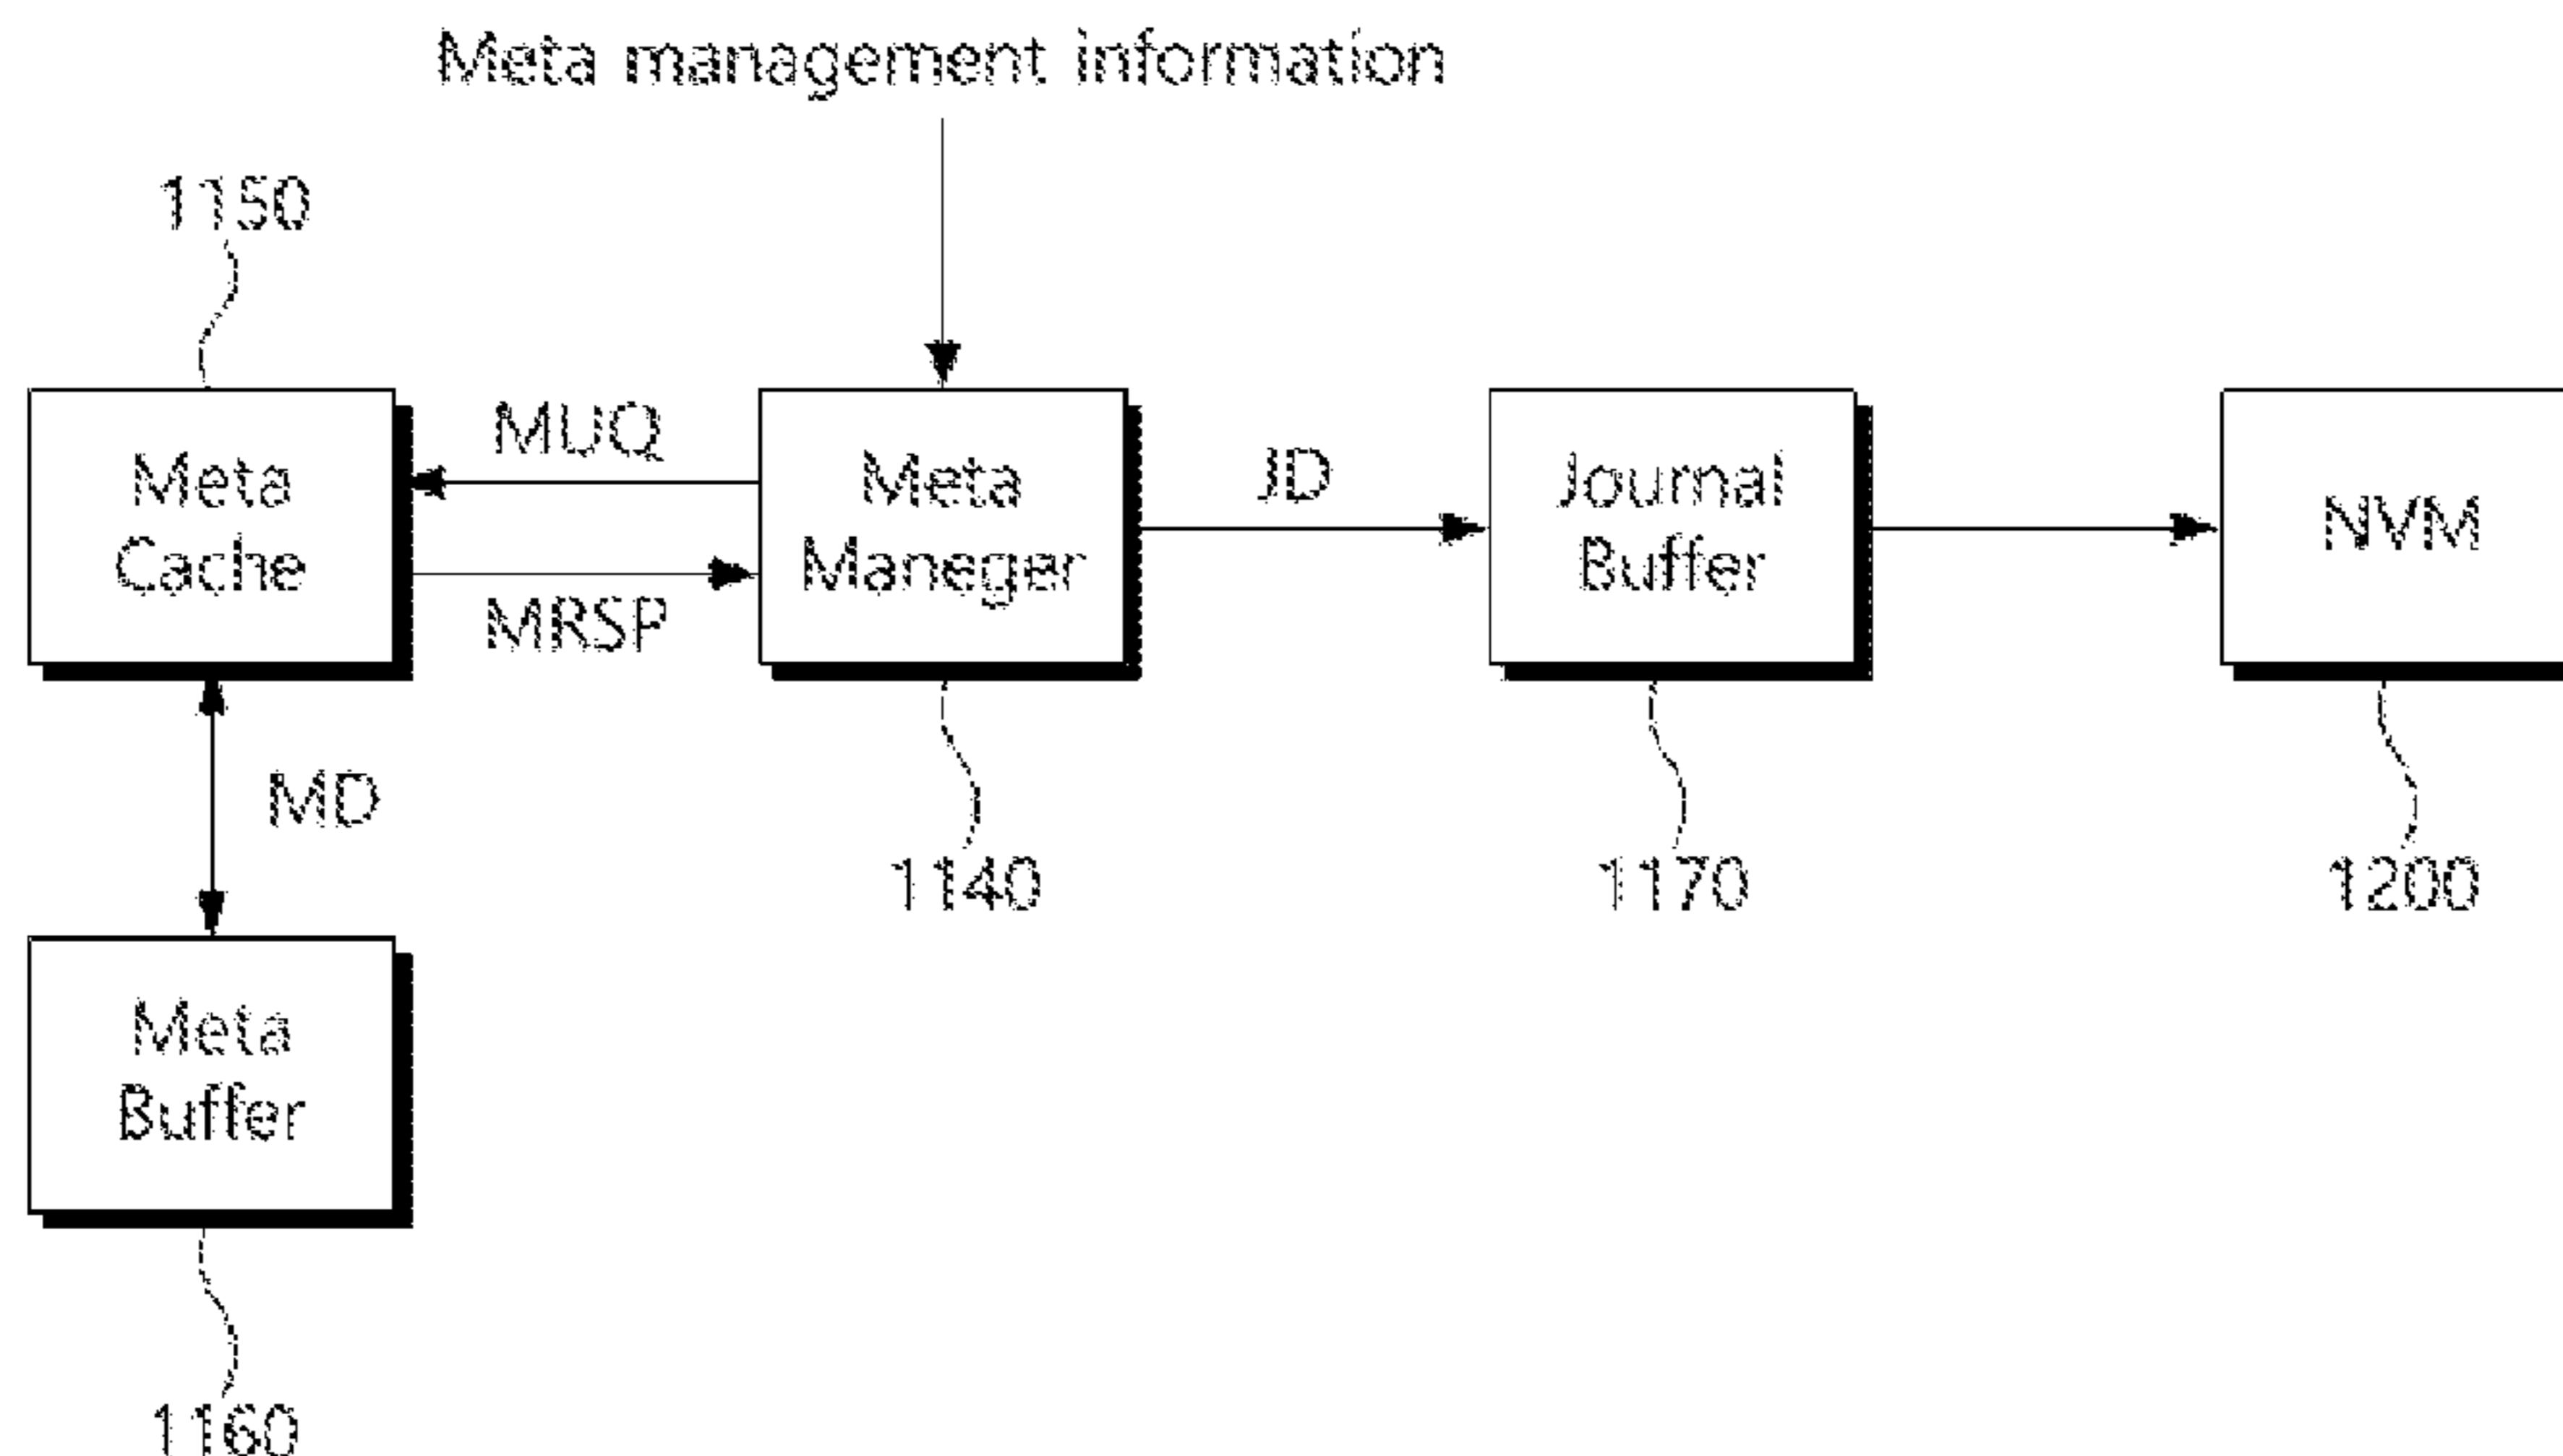 Meta management information
1150
Meta
Cache
MUQ
MRSP
Meta
Maneger
JD
Journal
Buffer
NVM
MD
1140
1170
1200
Meta
Buffer
1160